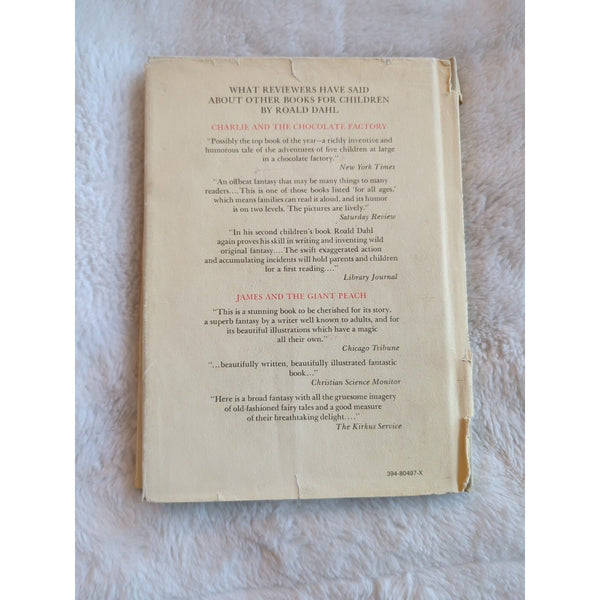 WHAT REVIEWERS HAVE SAID
ABOUT OTHER BOOKS FOR CHILDREN
BY ROALD DAHL
CHARLIE AND THE CHOCOLATE FACTORY
"Possibly the top book of the year—a richly inventive and
humorous tale of the adventures of five children at large
in a chocolate factory."
New York Times
"An offbeat fantasy that may be many things to many
readers.... This is one of those books listed 'for all ages,'
which means families can read it aloud, and its humor
is on two levels. The pictures are lively."
Saturday Review
"In his second children's book Roald Dahl
again proves his skill in writing and inventing wild
original fantasy.... The swift exaggerated action
and accumulating incidents will hold parents and children
for a first reading...."
Library Journal
JAMES AND THE GIANT PEACH
"This is a stunning book to be cherished for its story,
a superb fantasy by a writer well known to adults, and for
its beautiful illustrations which have a magic
all their own."
Chicago Tribune
"...beautifully written, beautifully illustrated fantastic
book..."
Christian Science Monitor
"Here is a broad fantasy with all the gruesome imagery
of old-fashioned fairy tales and a good measure
of their breathtaking delight...."
The Kirkus Service
394-80497-X